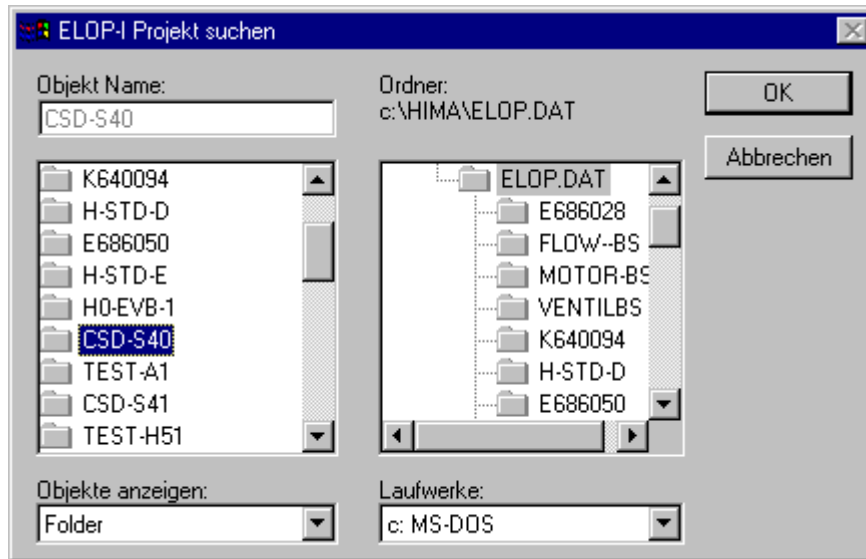 ELOP-I Projekt suchen
Objekt Name:
CSD-S40
K640094
H-STD-D
E686050
H-STD-E
H0-EVB-1
CSD-S40
TEST-A1
CSD-S41
TEST-H51
Objekte anzeigen:
Folder
Ordner:
c:\HIMA\ELOP.DAT
ELOP.DAT
E686028
FLOW--BS
MOTOR-BS
VENTILBS
K640094
H-STD-D
E686050
Laufwerke:
c: MS-DOS
OK
Abbrechen